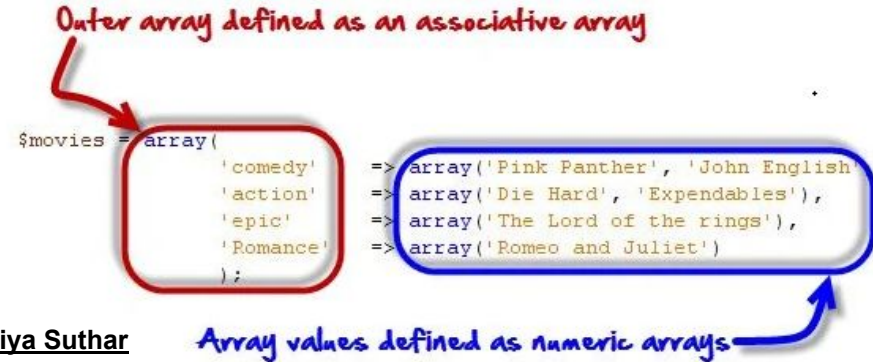 Outer array defined as an associative array
$movies = array(
'comedy' => array('Pink Panther', 'John English'
'action' => array('Die Hard', 'Expendables'),
'epic' => array('The Lord of the rings'),
'Romance' => array('Romeo and Juliet')
);
iya Suthar
Array values defined as numeric arrays